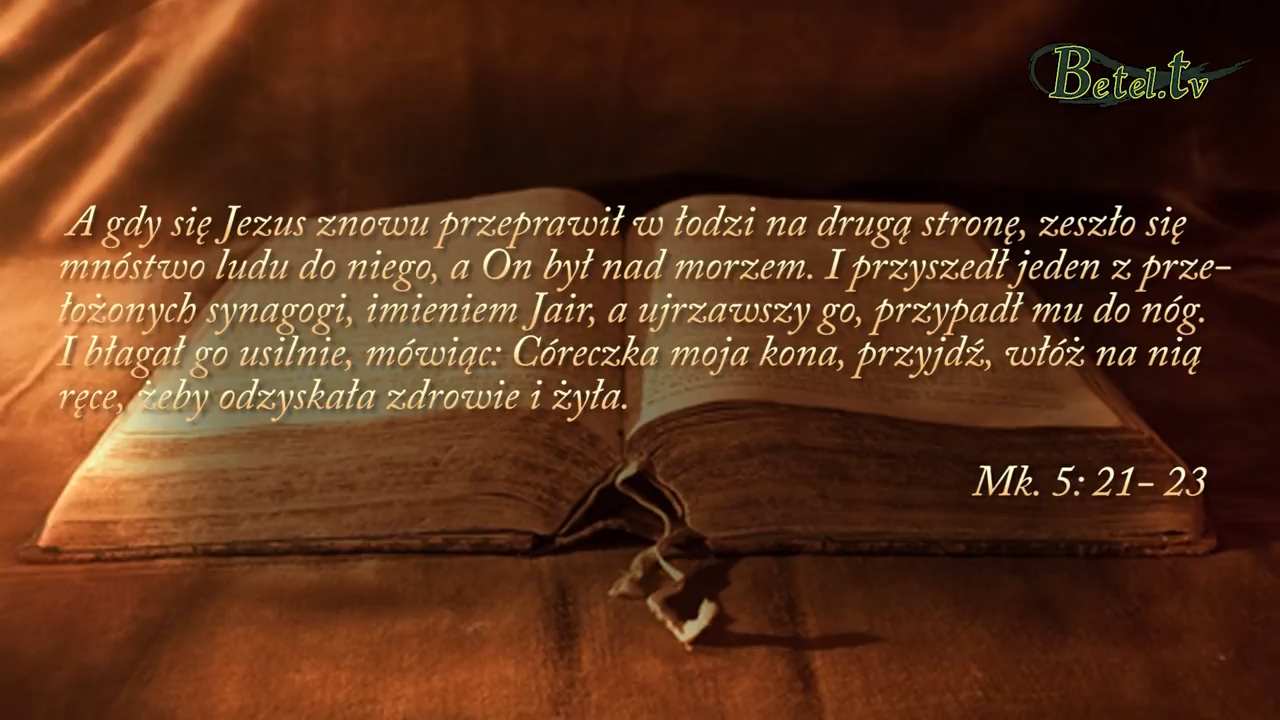 Betel.tv
A gdy się Jezus znowu przeprawił w łodzi na drugą stronę, zeszło się
mnóstwo ludu do niego, a On był nad morzem. I przyszedł jeden z prze-
łożonych synagogi, imieniem Jair, a ujrzawszy go, przypadł mu do nóg.
I błagał go usilnie, mówiąc: Córeczka moja kona, przyjdź, włóż na nią
ręce, żeby odzyskała zdrowie i żyła.
Mk. 5: 21- 23